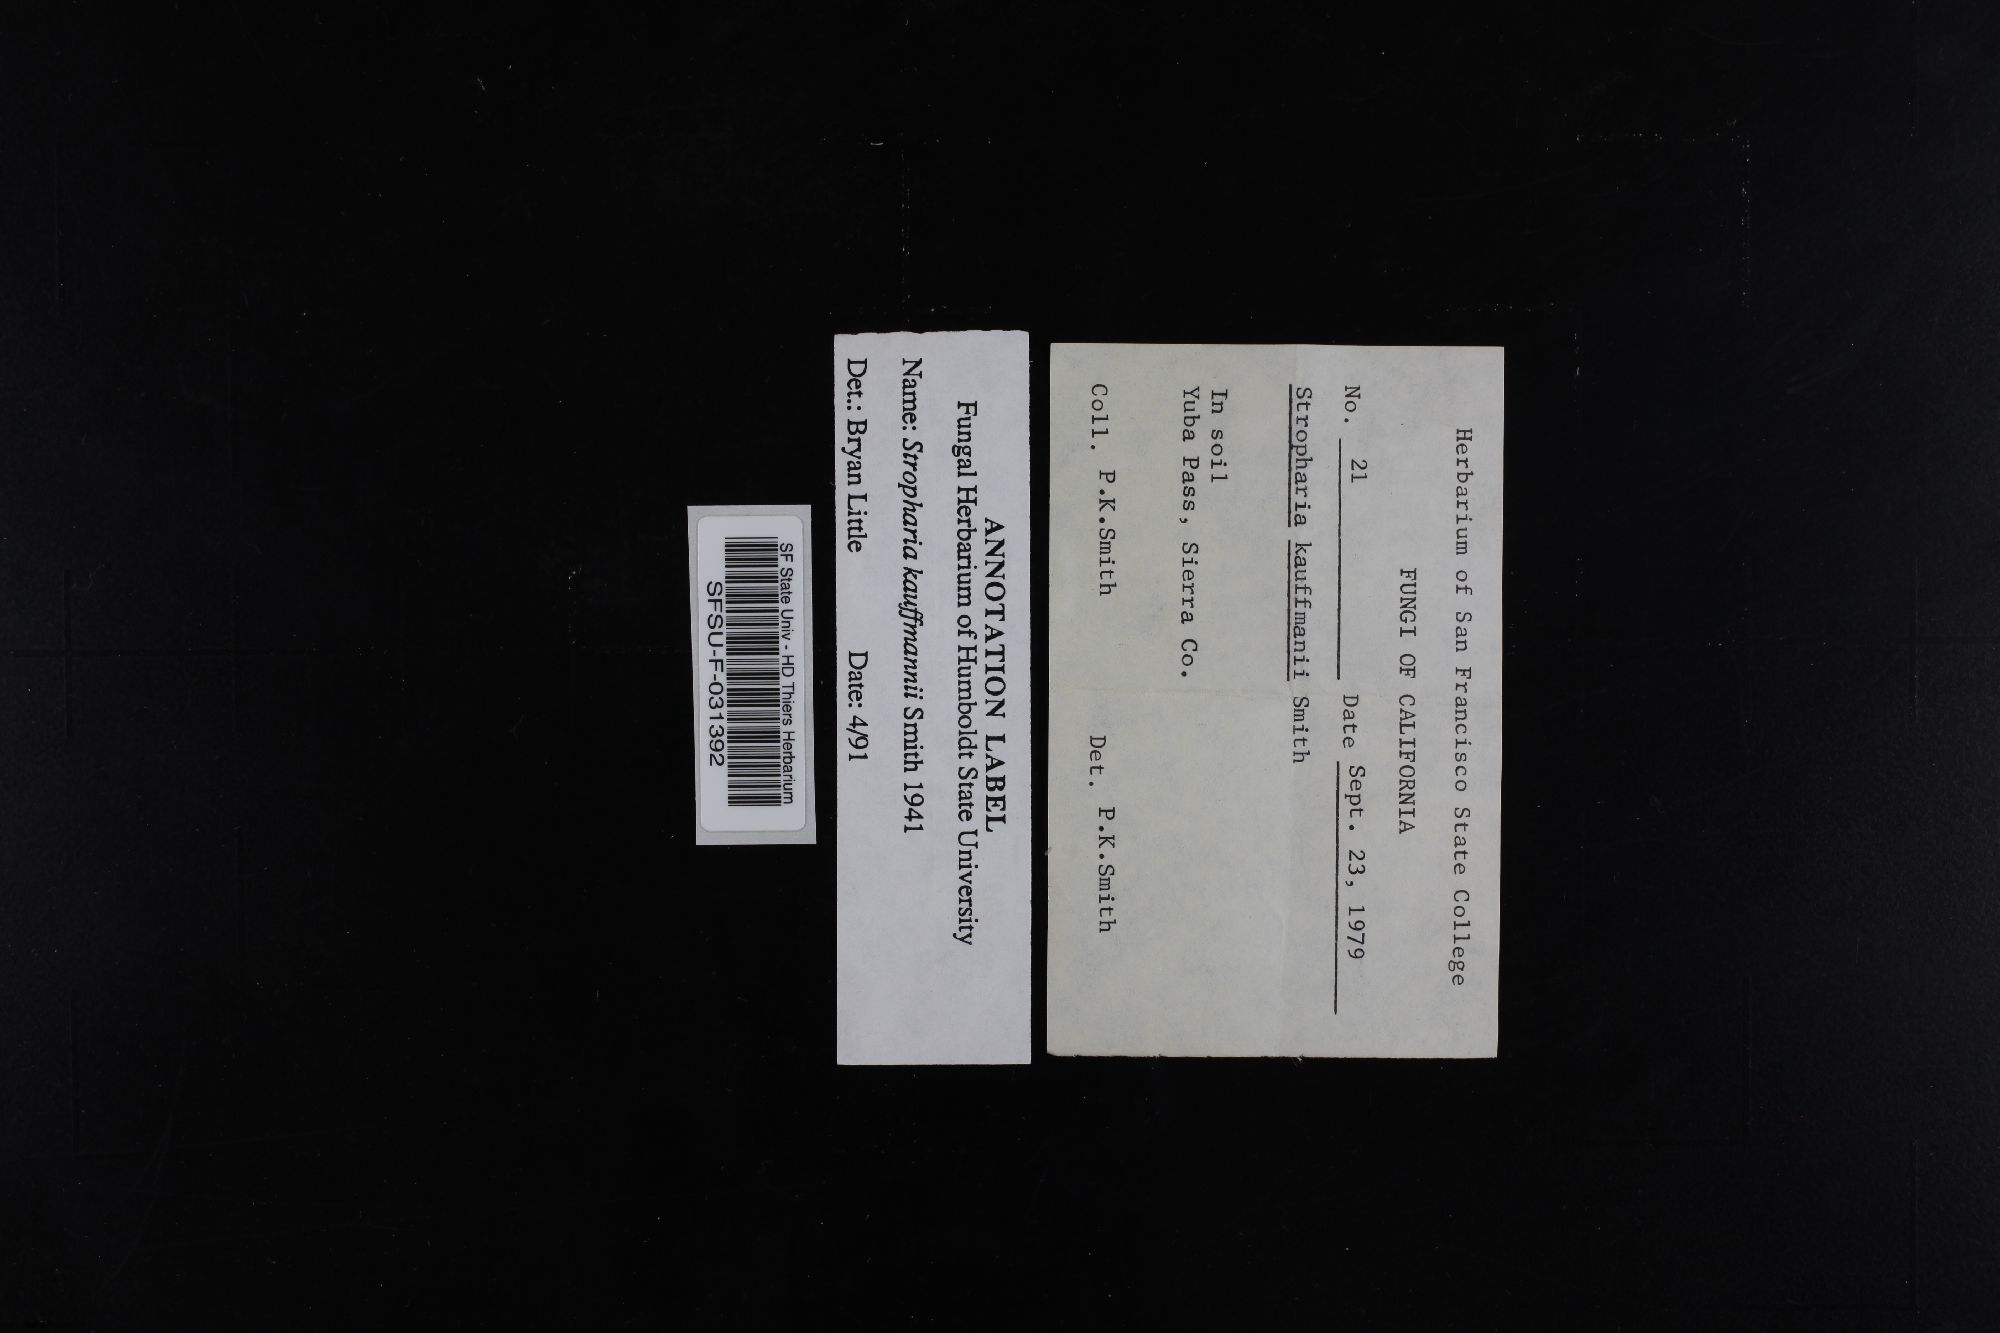 Herbarium of San Francisco State College
FUNGI OF CALIFORNIA
No. 21 Date Sept. 23, 1979
Stropharia kauffmanii Smith
In soil
Yuba Pass, Sierra Co.
Coll. P.K.Smith Det. P.K.Smith
ANNOTATION LABEL
Fungal Herbarium of Humboldt State University
Name: Stropharia kauffmannii Smith 1941
Det.: Bryan Little Date: 4/91
SF State Univ - HD Thiers Herbarium
SFSU-F-031392